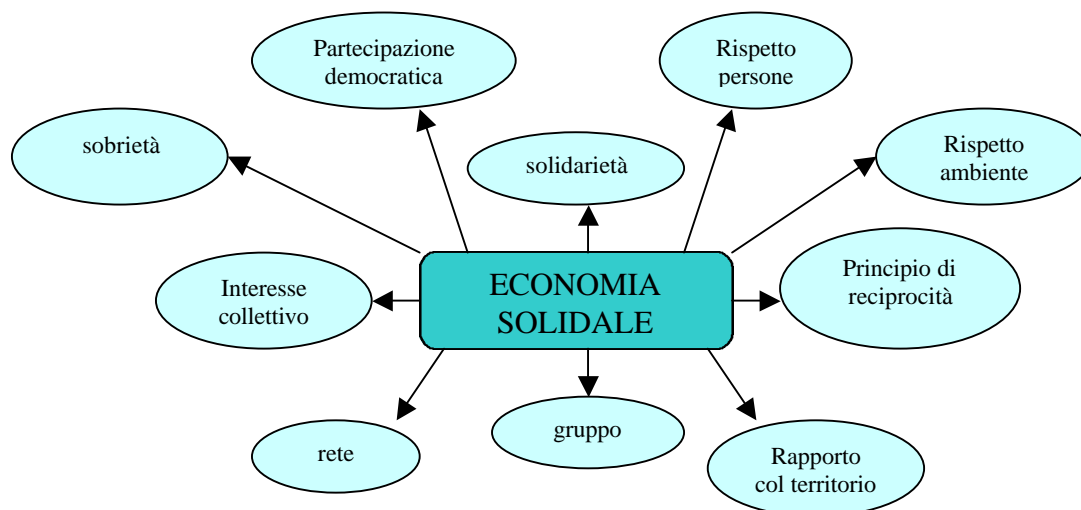 Partecipazione
democratica
Rispetto
persone
sobrietà
solidarietà
Rispetto
ambiente
Interesse
collettivo
ECONOMIA
SOLIDALE
Principio di
reciprocità
rete
gruppo
Rapporto
col territorio